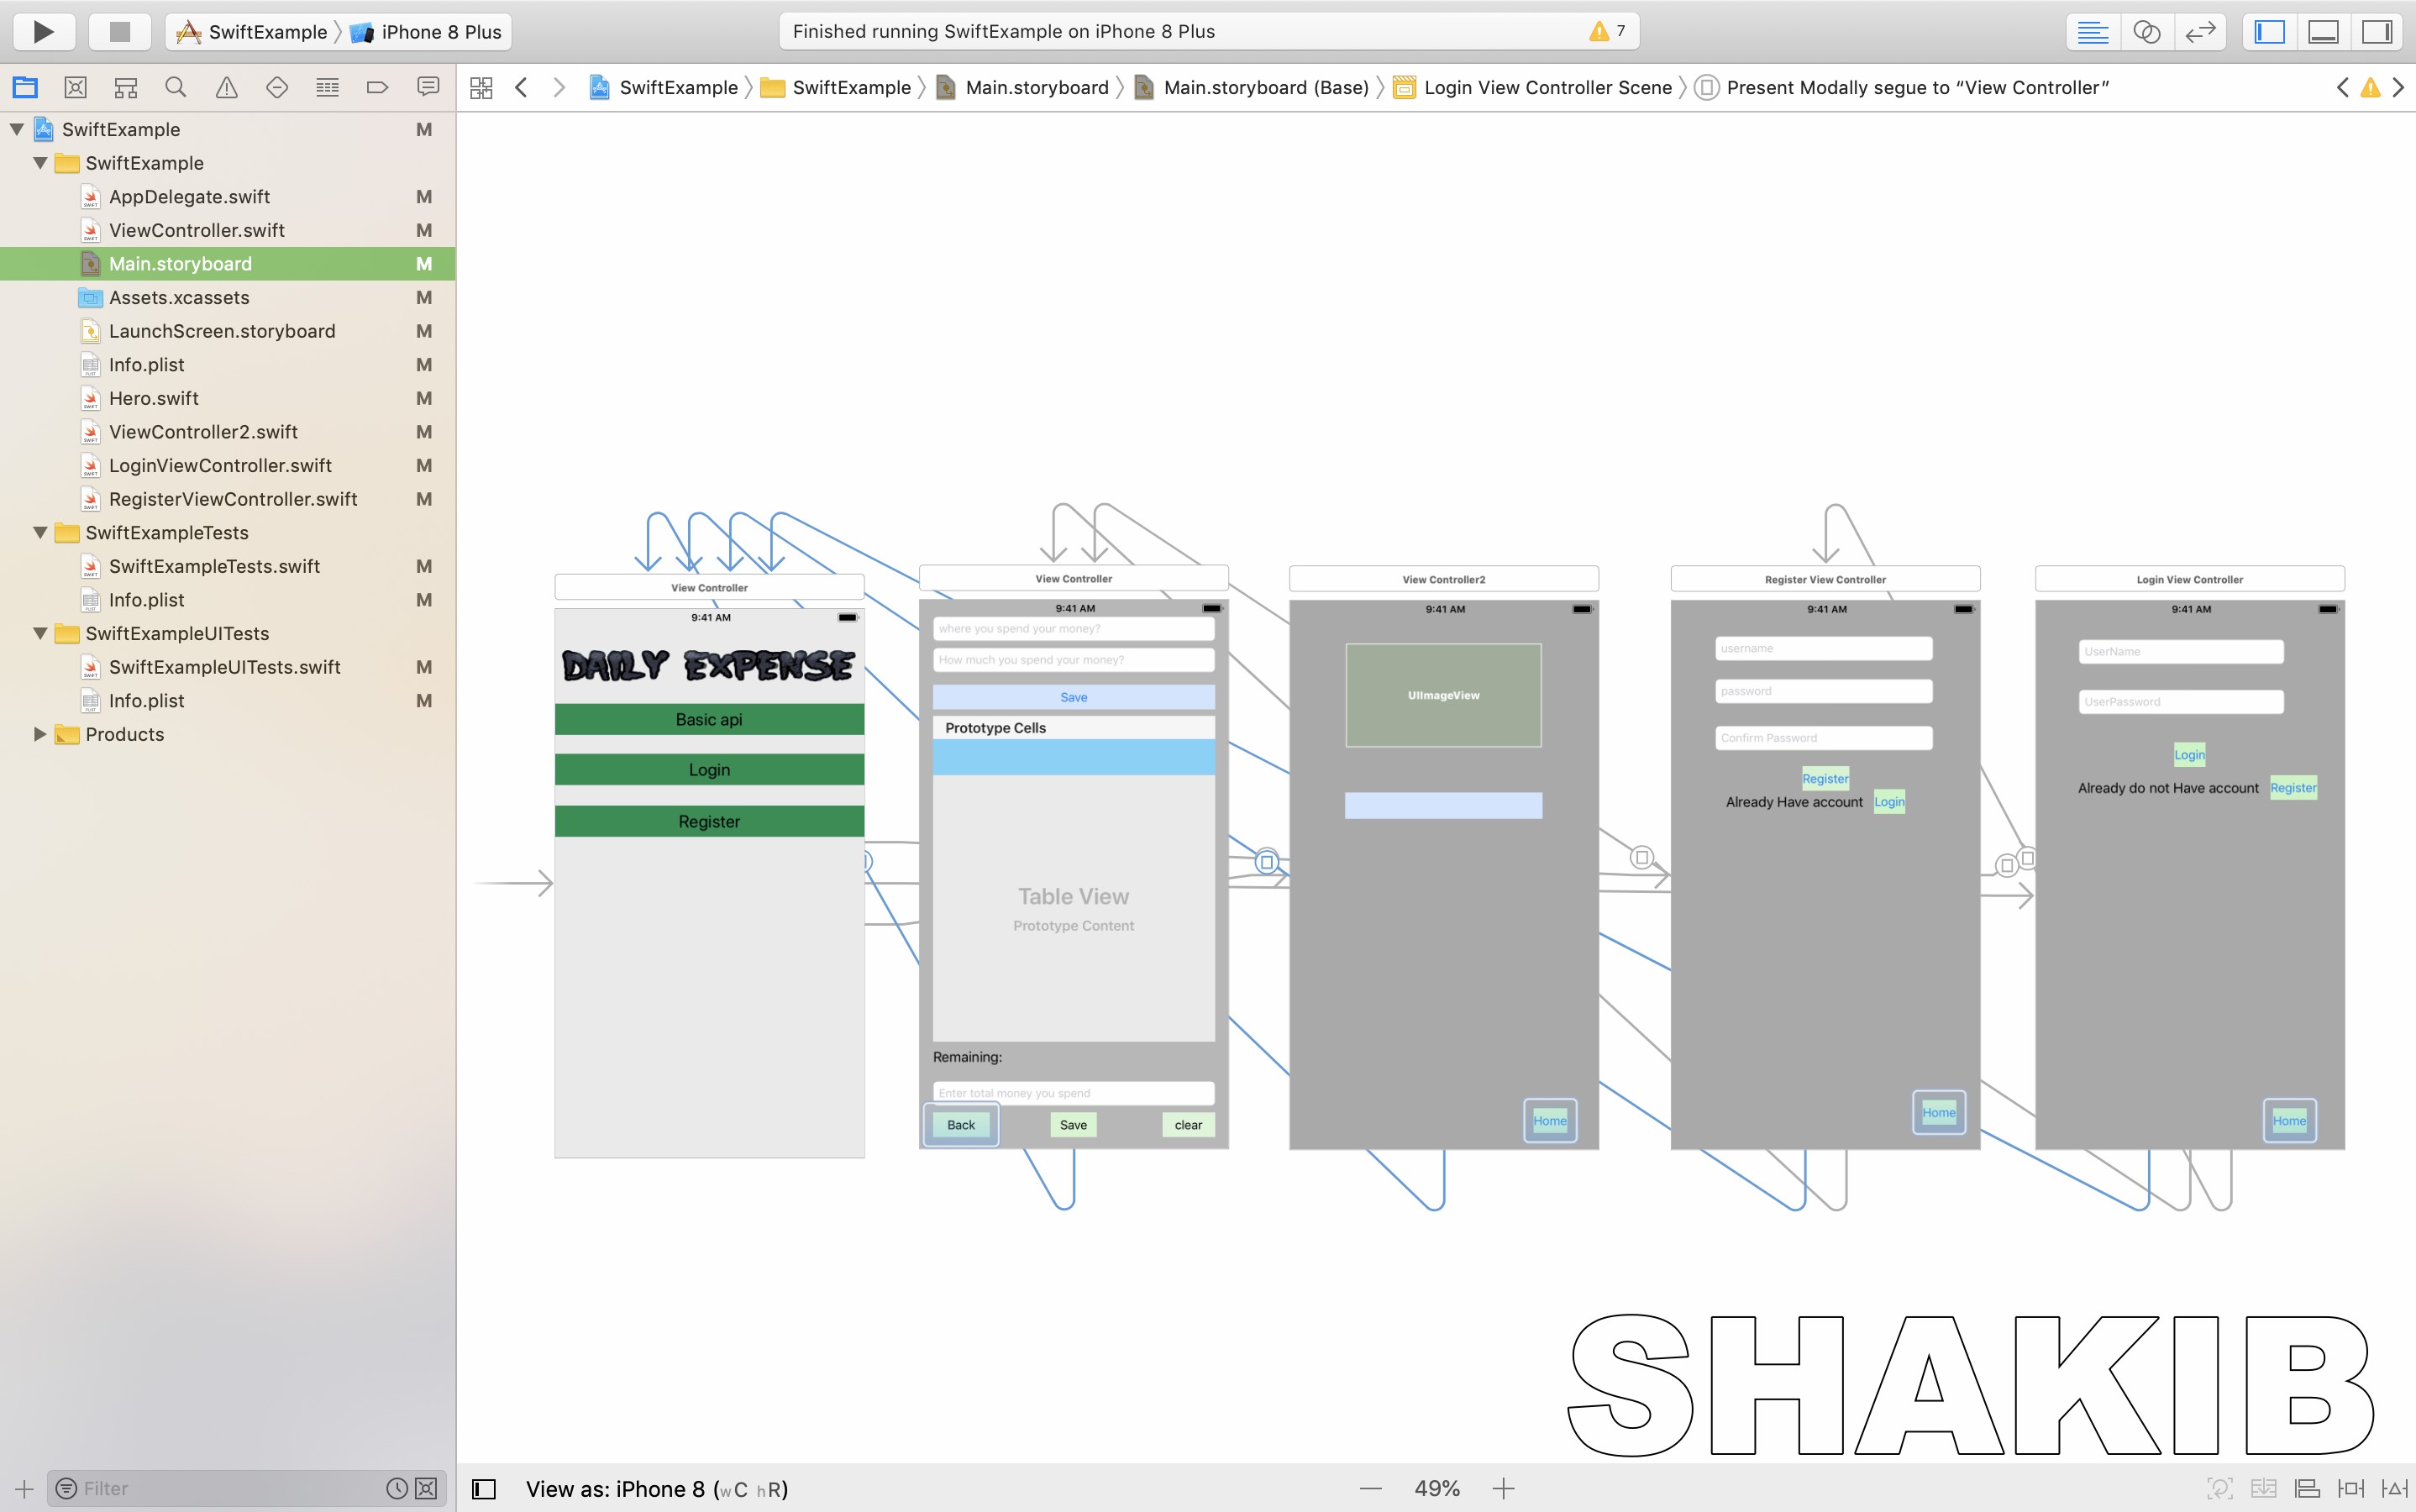 SwiftExample 〉 iPhone 8 Plus
Finished running SwiftExample on iPhone 8 Plus
7
SwiftExample 〉 SwiftExample 〉 Main.storyboard 〉 Main.storyboard (Base) 〉 Login View Controller Scene 〉 Present Modally segue to “View Controller”
SwiftExample M
SwiftExample
AppDelegate.swift M
ViewController.swift M
Main.storyboard M
Assets.xcassets M
LaunchScreen.storyboard M
Info.plist M
Hero.swift M
ViewController2.swift M
LoginViewController.swift M
RegisterViewController.swift M
SwiftExampleTests
SwiftExampleTests.swift M
Info.plist M
SwiftExampleUITests
SwiftExampleUITests.swift M
Info.plist M
Products
Filter
View Controller
9:41 AM
DAILY EXPENSE
Basic api
Login
Register
View Controller
9:41 AM
where you spend your money?
How much you spend your money?
Save
Prototype Cells
Table View
Prototype Content
Remaining:
Enter total money you spend
Back Save clear
View Controller2
9:41 AM
UIImageView
Home
Register View Controller
9:41 AM
username
password
Confirm Password
Register
Already Have account Login
Home
Login View Controller
9:41 AM
UserName
UserPassword
Login
Already do not Have account Register
Home
SHAKIB
View as: iPhone 8 (wC hR)
49%